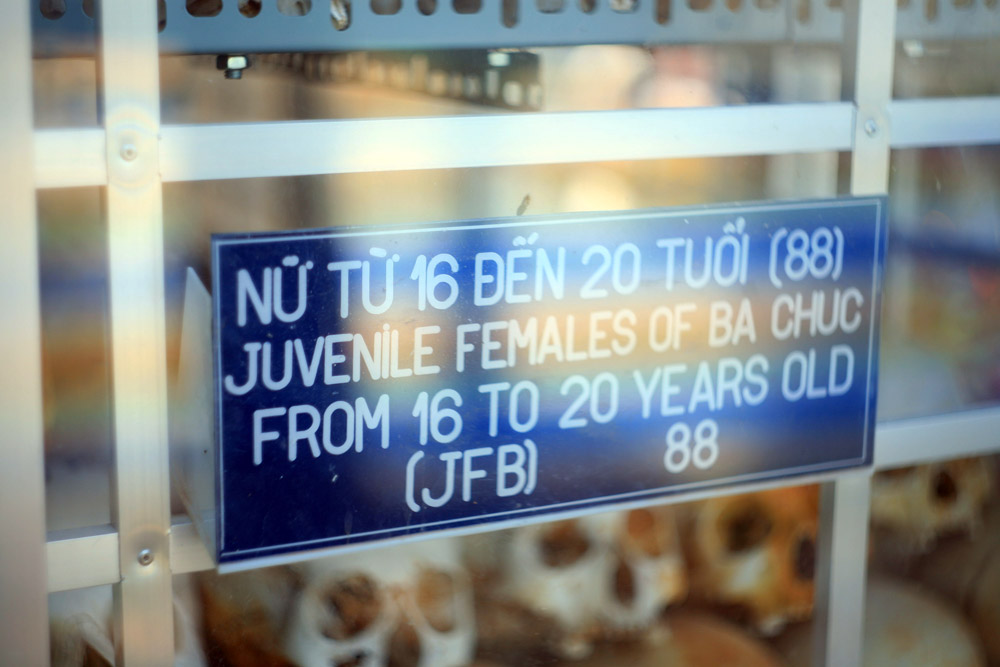 NỮ TỪ 16 ĐẾN 20 TUỔI (88)
JUVENILE FEMALES OF BA CHUC
FROM 16 TO 20 YEARS OLD
(JFB) 88